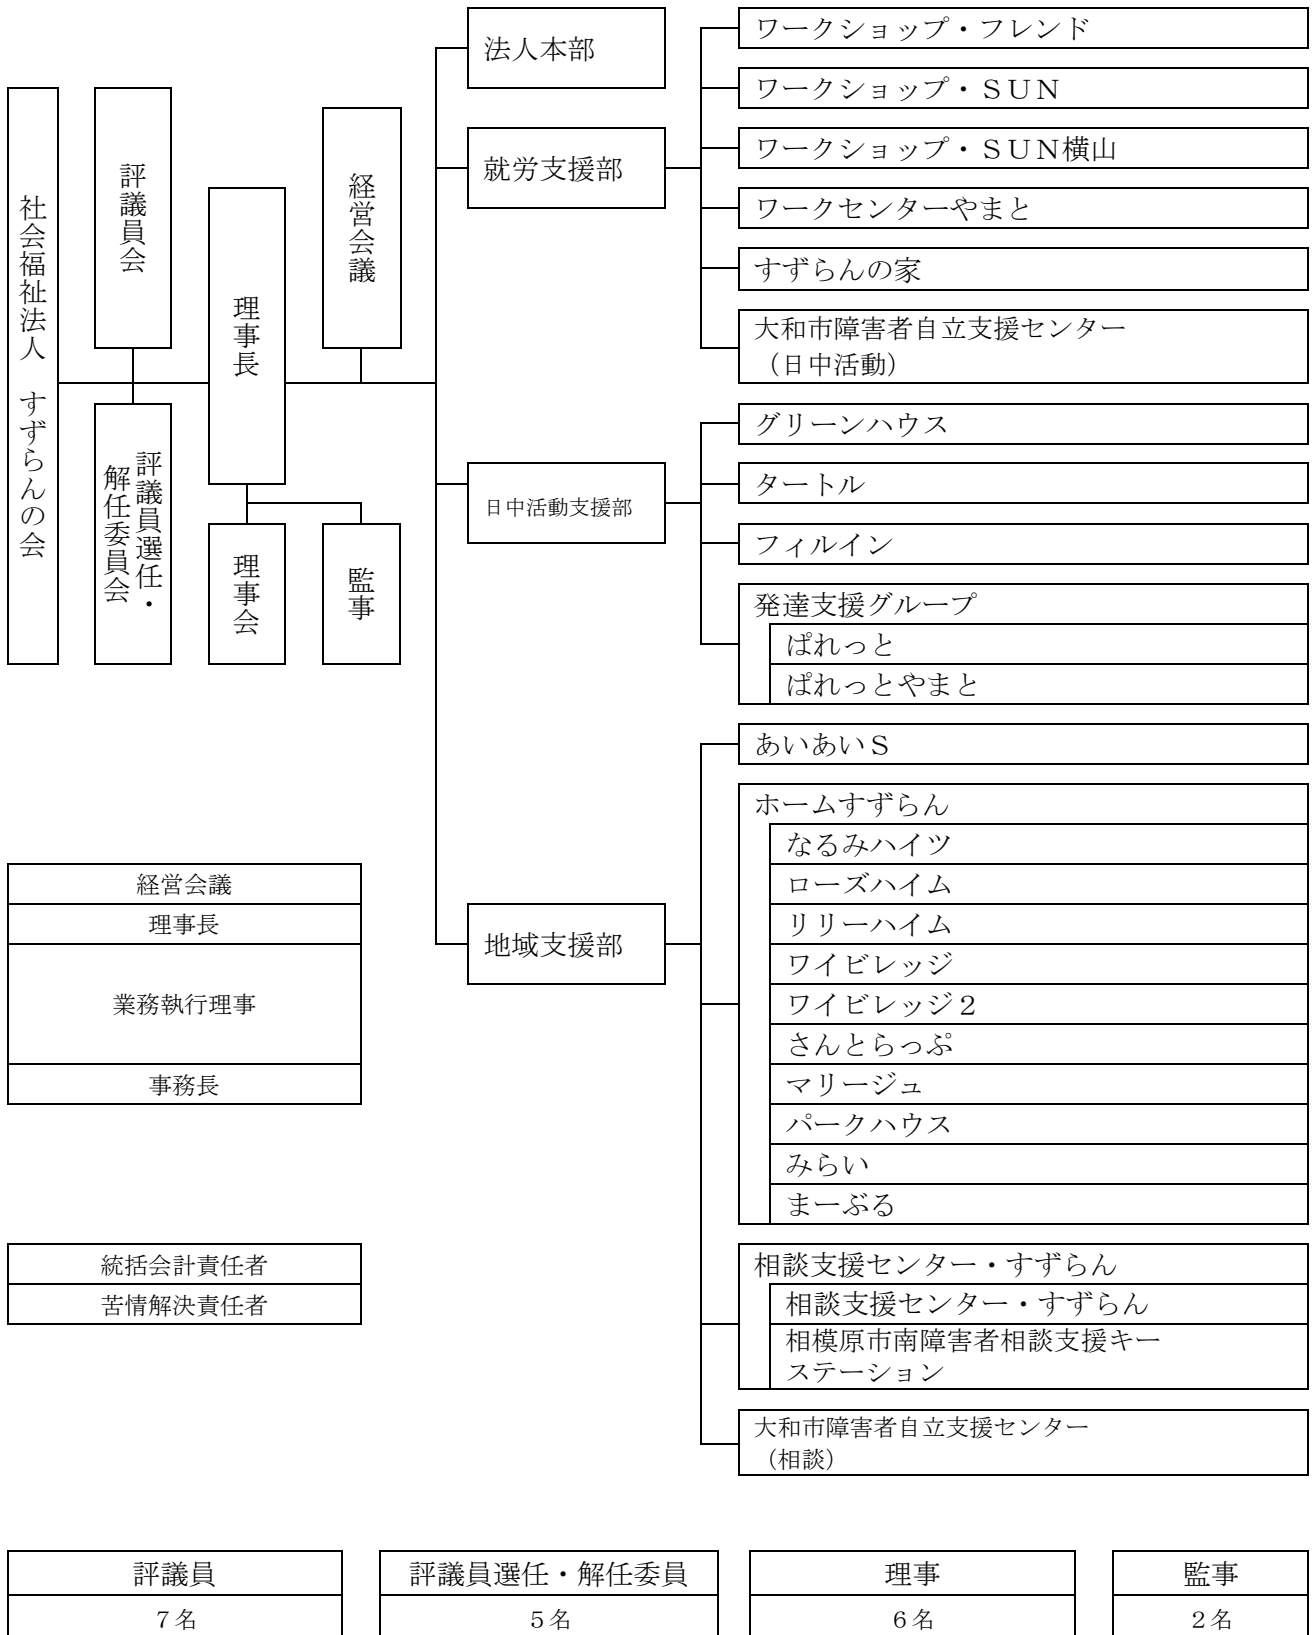 社会福祉法人　すずらんの会
評議員会
評議員選任・
解任委員会
理事長
理事会
監事
経営会議
法人本部
就労支援部
ワークショップ・フレンド
ワークショップ・ＳＵＮ
ワークショップ・ＳＵＮ横山
ワークセンターやまと
すずらんの家
大和市障害者自立支援センター
（日中活動）
日中活動支援部
グリーンハウス
タートル
フィルイン
発達支援グループ
ぱれっと
ぱれっとやまと
地域支援部
あいあいＳ
ホームすずらん
なるみハイツ
ローズハイム
リリーハイム
ワイビレッジ
ワイビレッジ２
さんとらっぷ
マリージュ
パークハウス
みらい
まーぶる
相談支援センター・すずらん
相談支援センター・すずらん
相模原市南障害者相談支援キー
ステーション
大和市障害者自立支援センター
（相談）
経営会議
理事長
業務執行理事
事務長
統括会計責任者
苦情解決責任者
評議員
７名
評議員選任・解任委員
５名
理事
６名
監事
２名